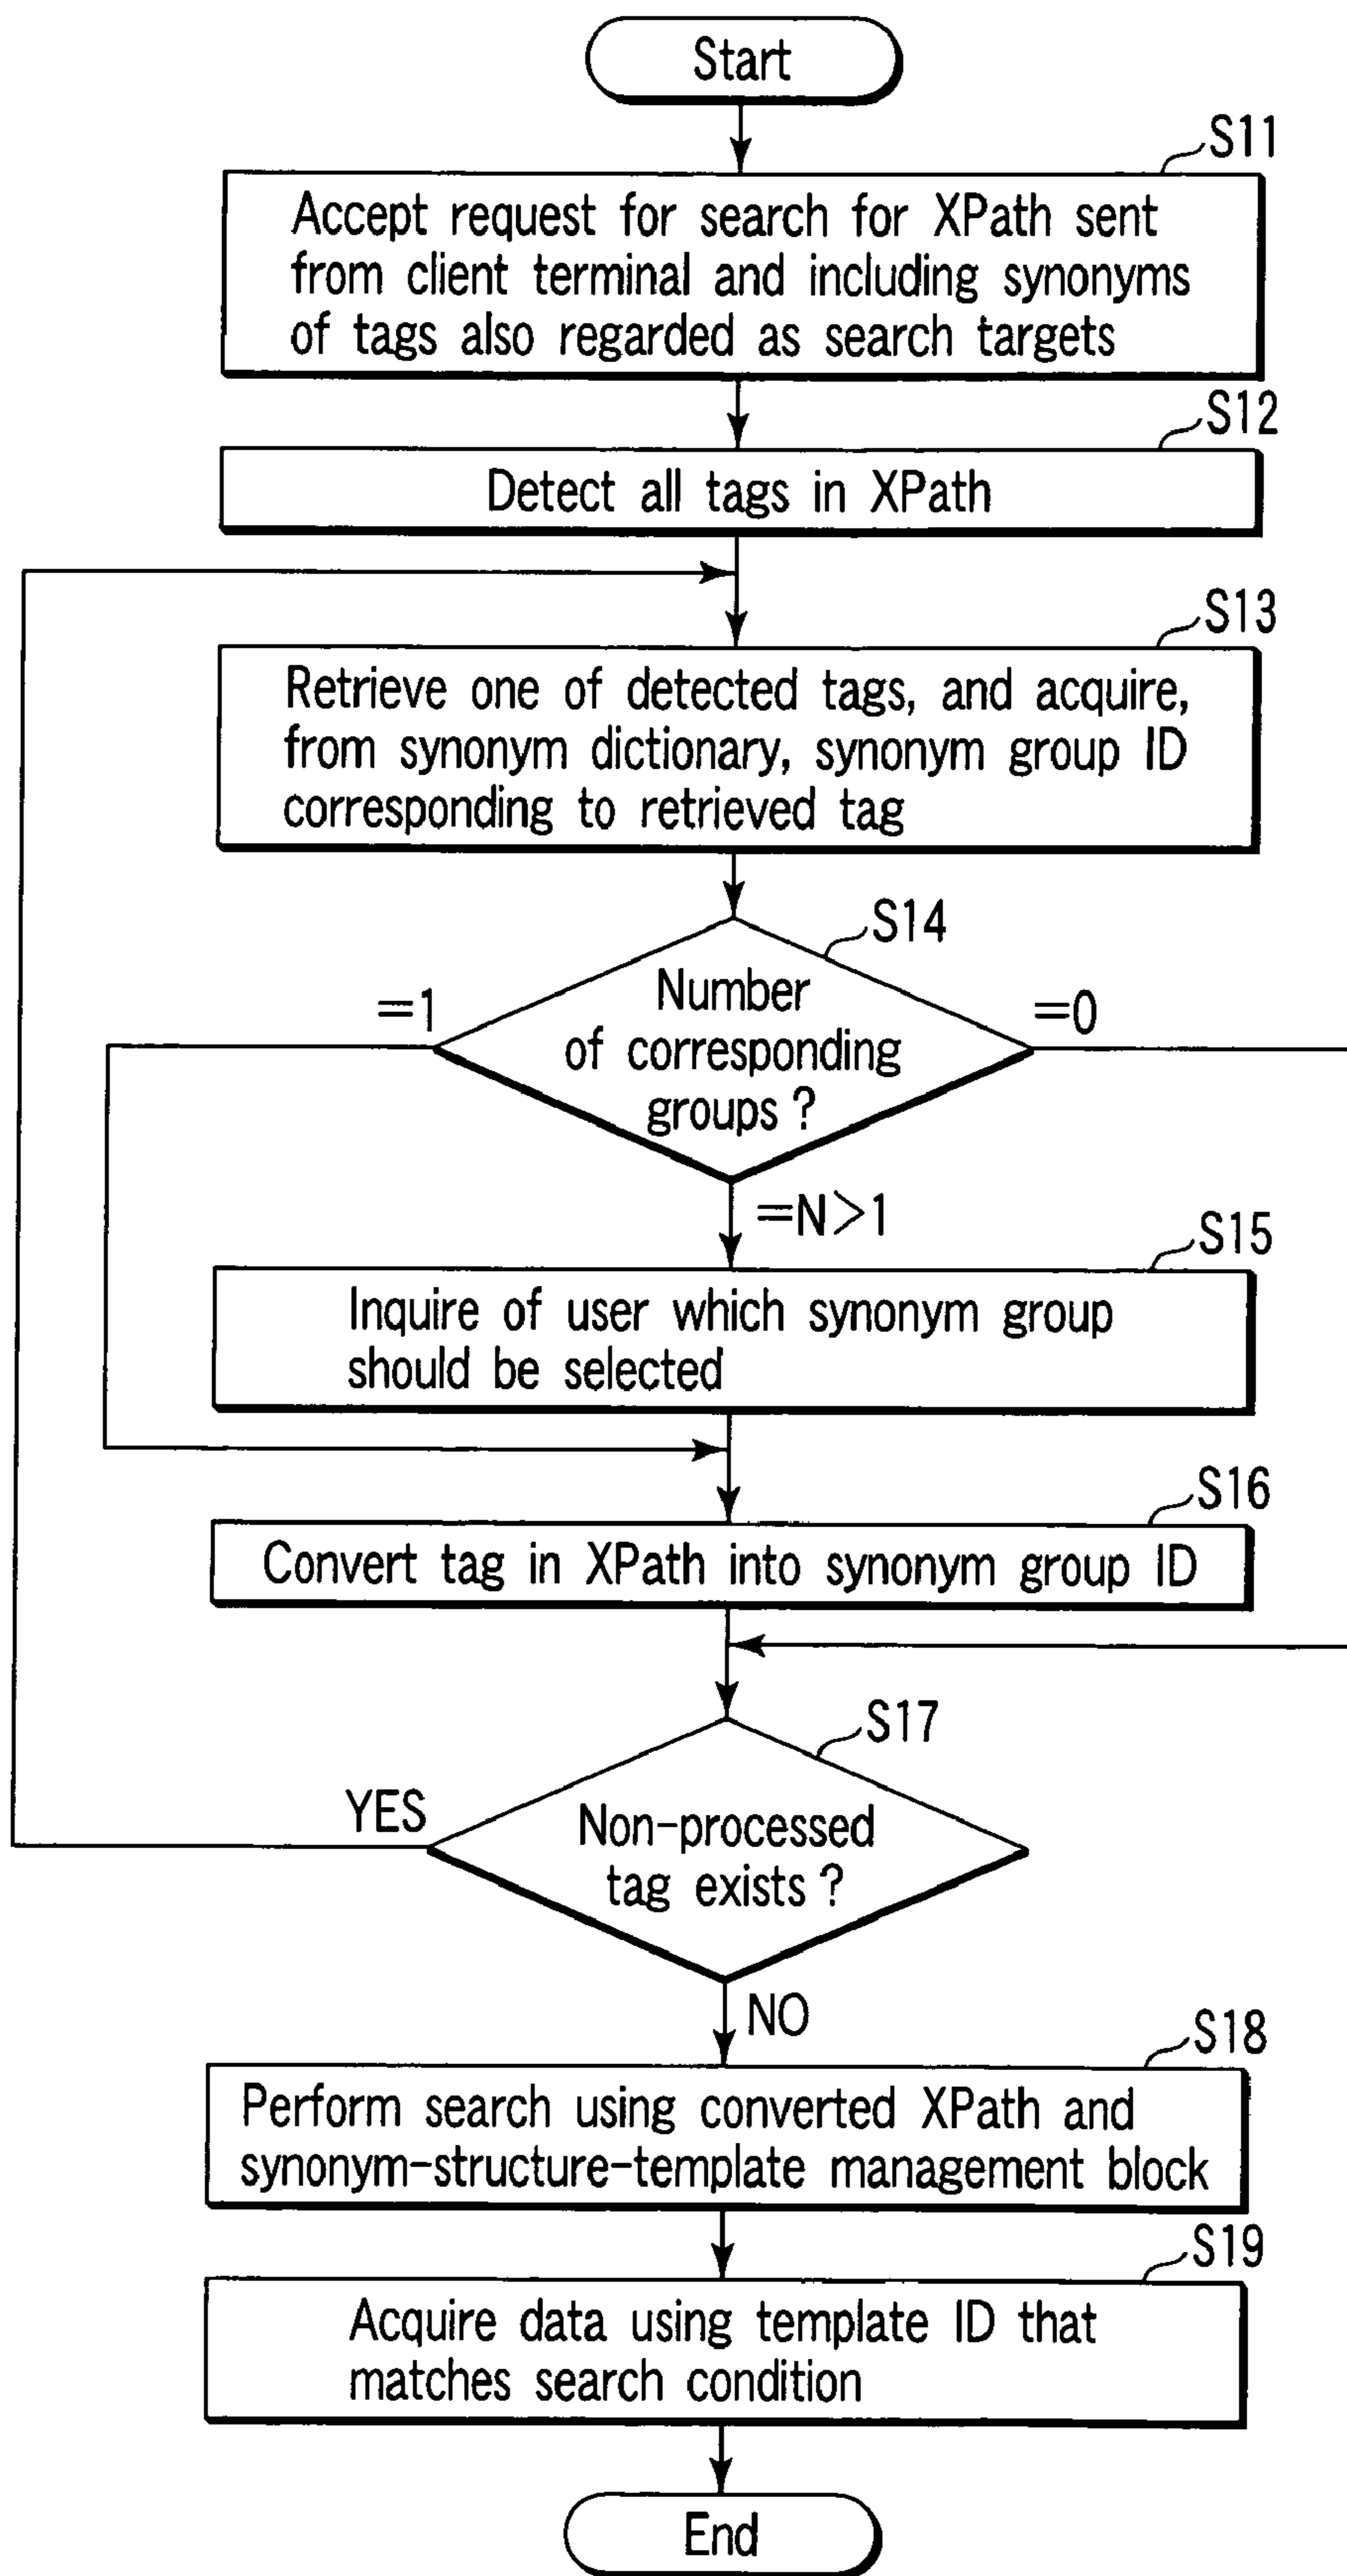 Start
S11
Accept request for search for XPath sent
from client terminal and including synonyms
of tags also regarded as search targets
S12
Detect all tags in XPath
S13
Retrieve one of detected tags, and acquire,
from synonym dictionary, synonym group ID
corresponding to retrieved tag
S14
=1
Number
of corresponding
groups ?
=0
=N>1
S15
Inquire of user which synonym group
should be selected
S16
Convert tag in XPath into synonym group ID
S17
YES
Non-processed
tag exists ?
NO
S18
Perform search using converted XPath and
synonym-structure-template management block
S19
Acquire data using template ID that
matches search condition
End